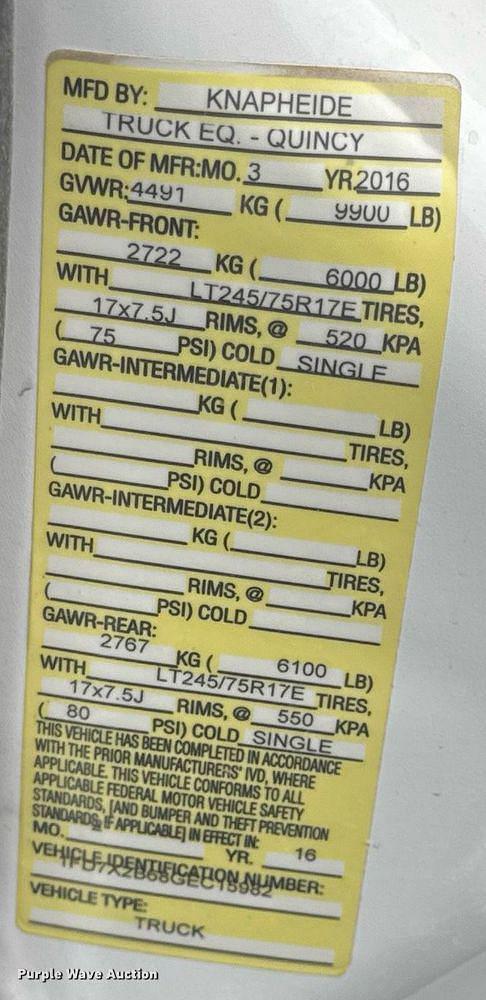 MFD BY: KNAPHEIDE
TRUCK EQ. - QUINCY
DATE OF MFR:MO. 3 YR2016
GVWR:4491 KG ( 9900 LB)
GAWR-FRONT:
2722 KG ( 6000 LB)
WITH LT245/75R17E TIRES,
17x7.5J RIMS, @ 520 KPA
( 75 PSI) COLD SINGLE
GAWR-INTERMEDIATE(1):
KG ( LB)
WITH TIRES,
RIMS, @ KPA
( PSI) COLD
GAWR-INTERMEDIATE(2):
KG ( LB)
WITH TIRES,
RIMS, @ KPA
( PSI) COLD
GAWR-REAR:
2767 KG ( 6100 LB)
WITH LT245/75R17E TIRES,
17x7.5J RIMS, @ 550 KPA
( 80 PSI) COLD SINGLE
THIS VEHICLE HAS BEEN COMPLETED IN ACCORDANCE
WITH THE PRIOR MANUFACTURERS' IVD, WHERE
APPLICABLE. THIS VEHICLE CONFORMS TO ALL
APPLICABLE FEDERAL MOTOR VEHICLE SAFETY
STANDARDS, [AND BUMPER AND THEFT PREVENTION
STANDARDS, IF APPLICABLE] IN EFFECT IN:
MO. YR. 16
VEHICLE IDENTIFICATION NUMBER:
VEHICLE TYPE:
TRUCK
Purple Wave Auction